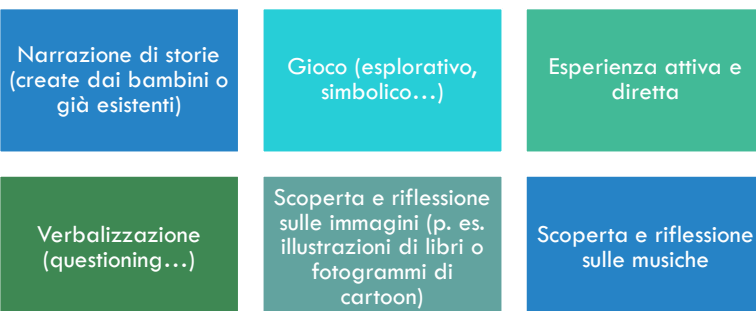 Narrazione di storie
(create dai bambini o
già esistenti)
Gioco (esplorativo,
simbolico…)
Esperienza attiva e
diretta
Verbalizzazione
(questioning…)
Scoperta e riflessione
sulle immagini (p. es.
illustrazioni di libri o
fotogrammi di
cartoon)
Scoperta e riflessione
sulle musiche